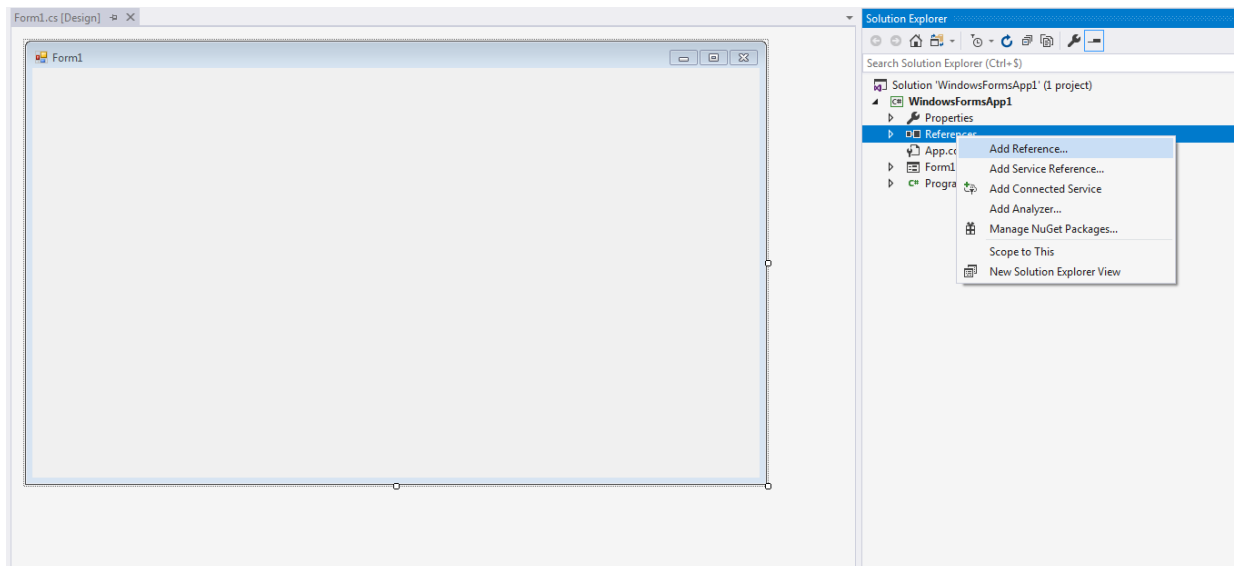 Form1.cs [Design]
Form1
Solution Explorer
Search Solution Explorer (Ctrl+$)
Solution 'WindowsFormsApp1' (1 project)
C# WindowsFormsApp1
Properties
References
App.co
Form1
C# Progra
Add Reference...
Add Service Reference...
Add Connected Service
Add Analyzer...
Manage NuGet Packages...
Scope to This
New Solution Explorer View